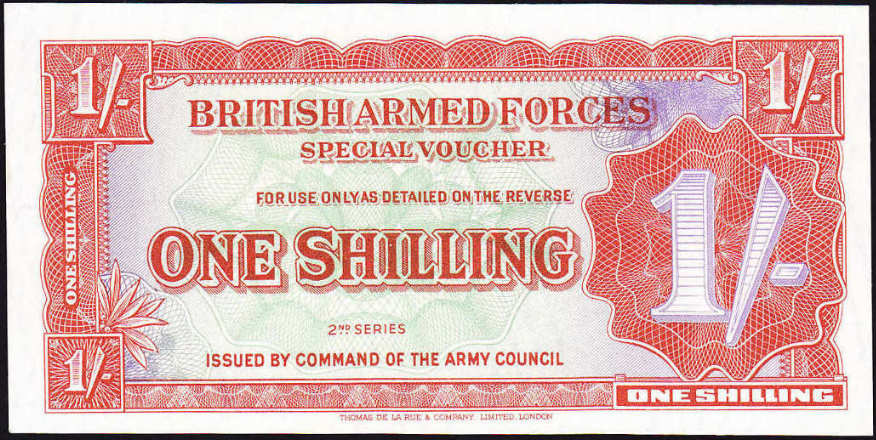 1/-
1/-
BRITISH ARMED FORCES
SPECIAL VOUCHER
FOR USE ONLY AS DETAILED ON THE REVERSE
ONE SHILLING
ONE SHILLING
1/-
2ND SERIES
ISSUED BY COMMAND OF THE ARMY COUNCIL
1/-
ONE SHILLING
THOMAS DE LA RUE & COMPANY, LIMITED, LONDON